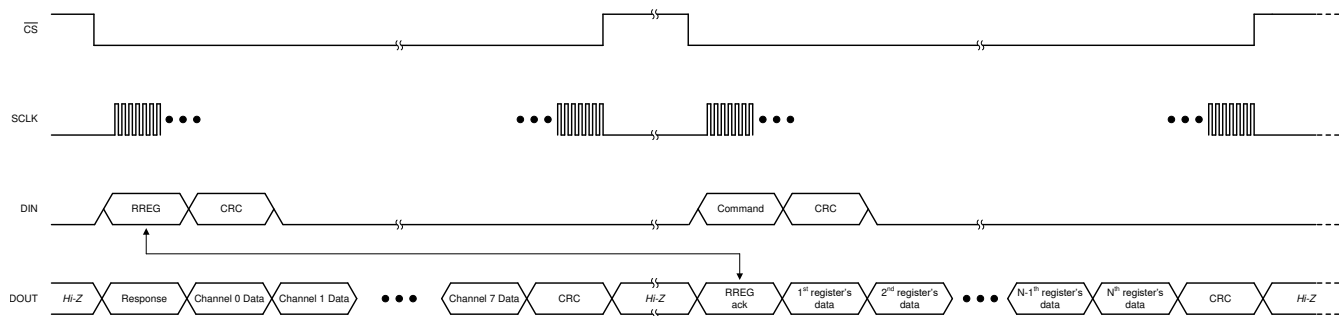 CS
SCLK
DIN
RREG
CRC
Command
CRC
DOUT
Hi-Z
Response
Channel 0 Data
Channel 1 Data
Channel 7 Data
CRC
Hi-Z
RREG
ack
1st register's
data
2nd register's
data
N-1th register's
data
Nth register's
data
CRC
Hi-Z